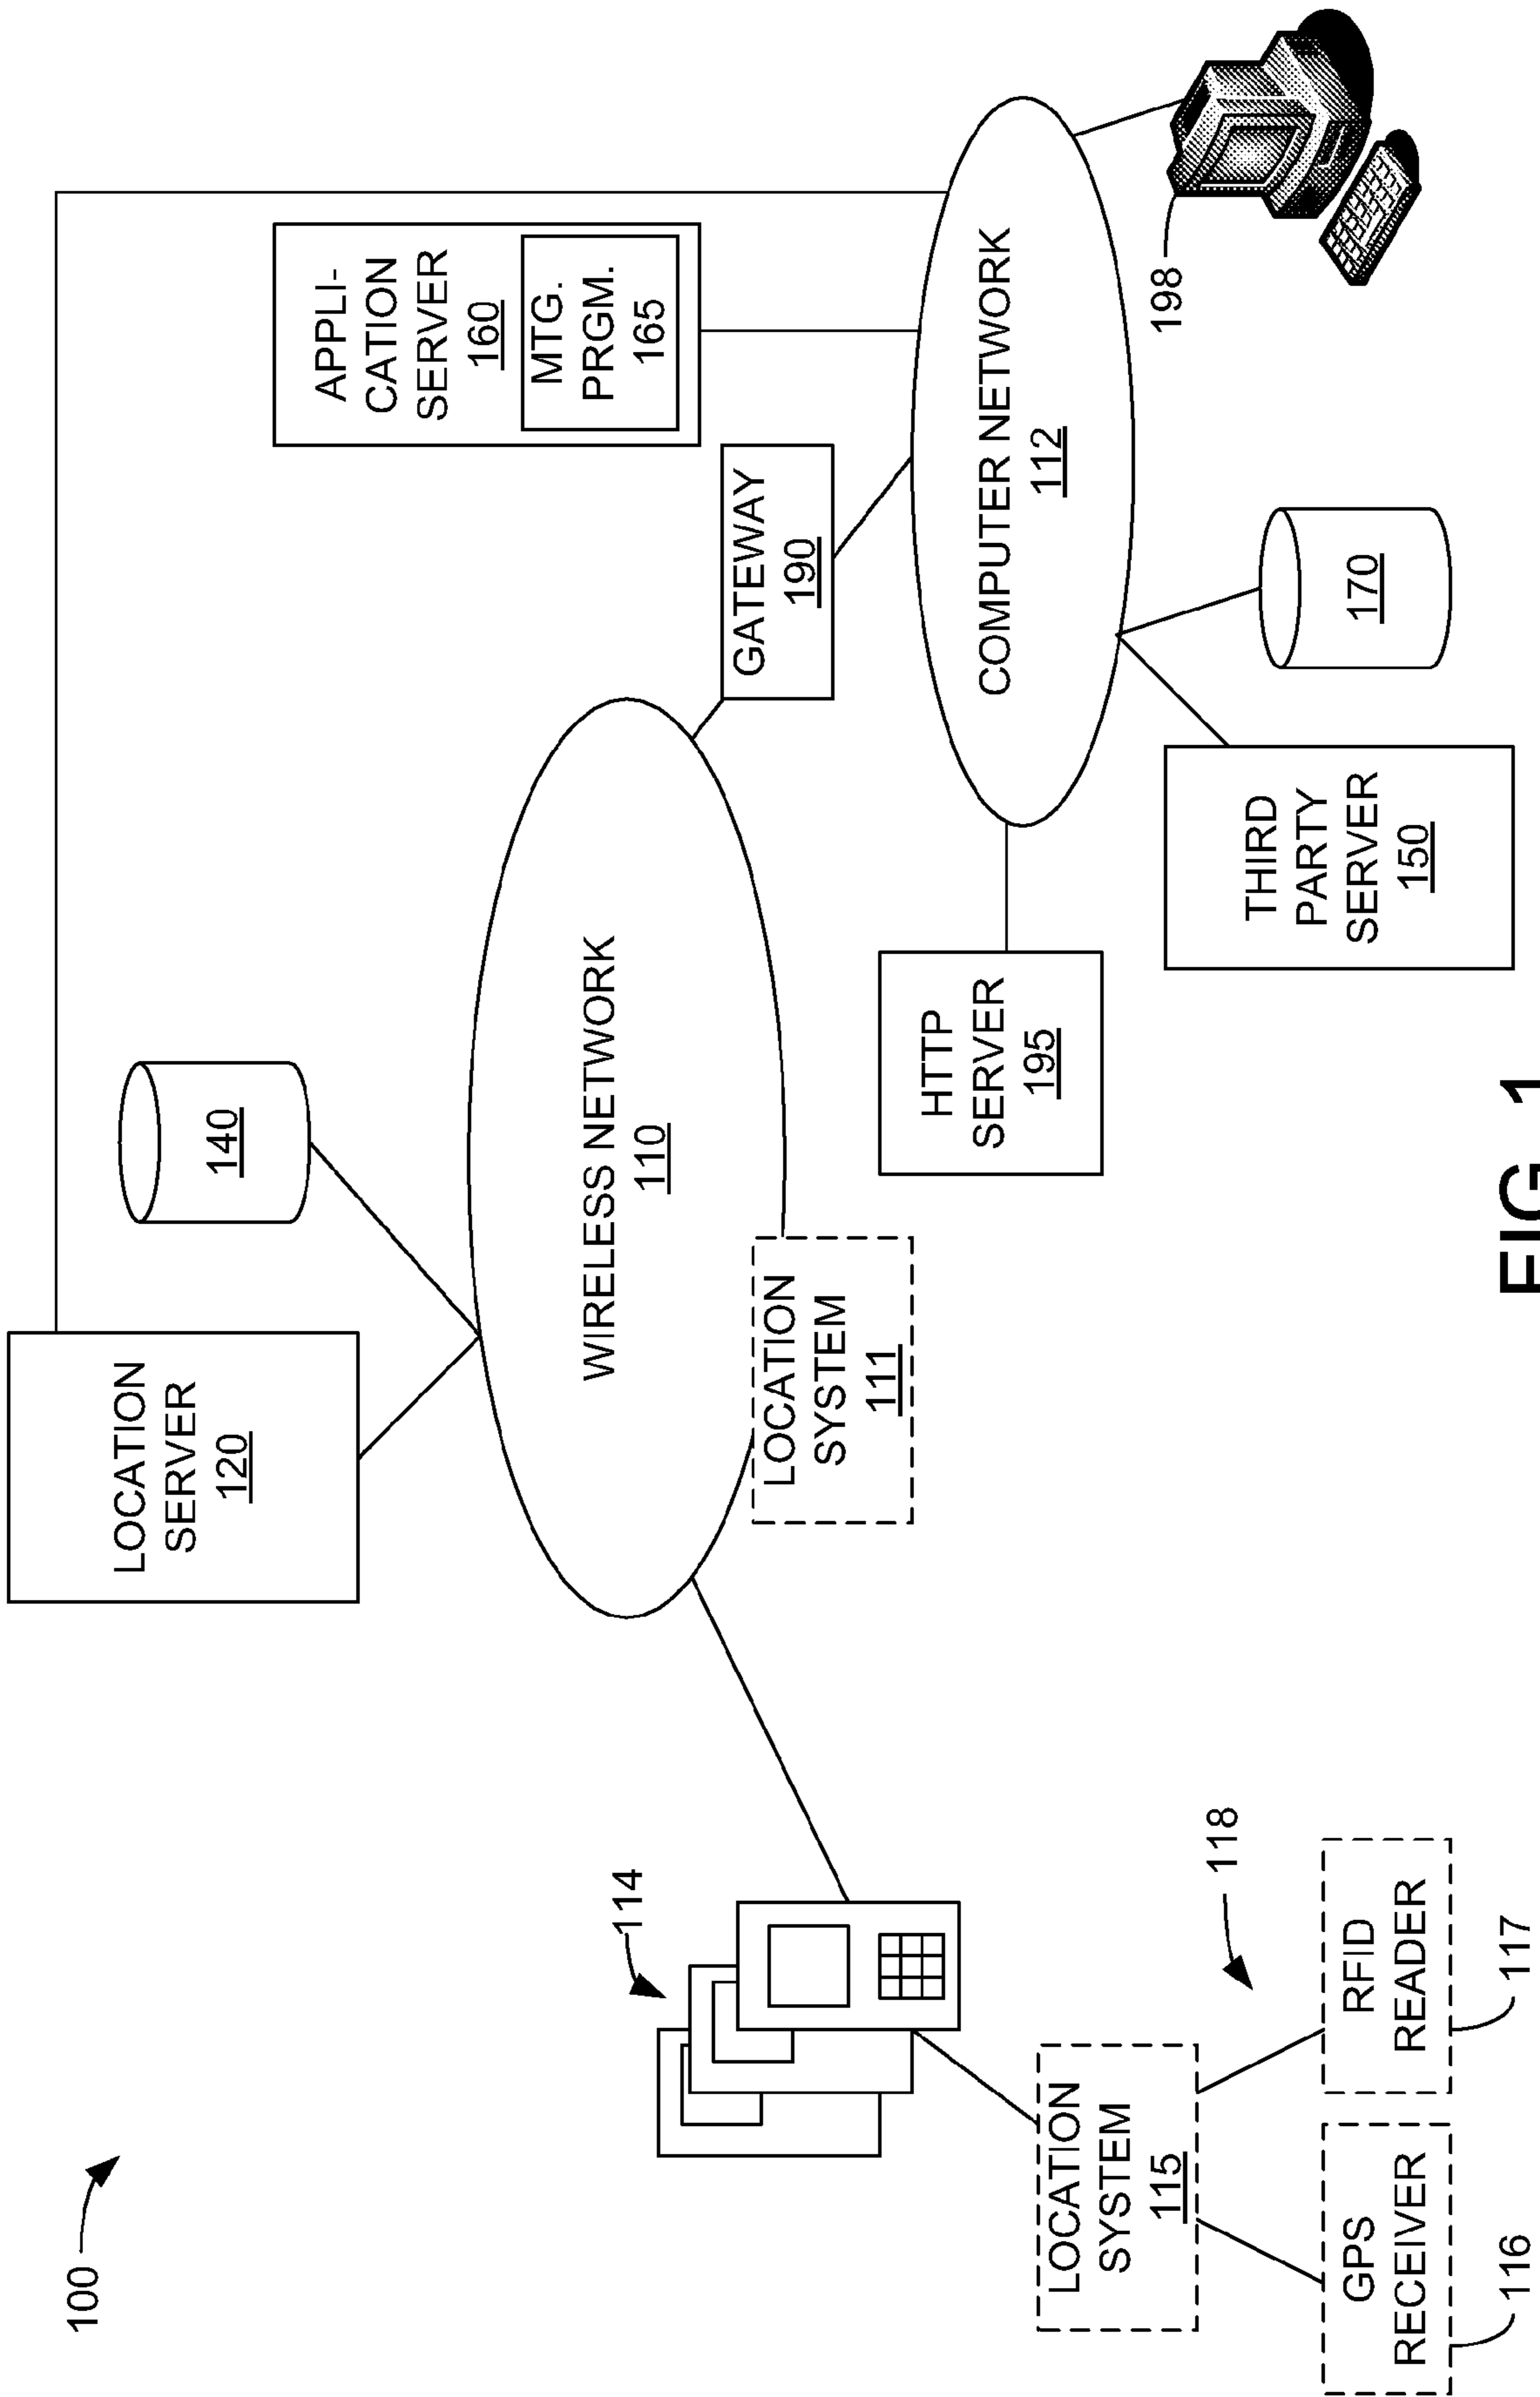 100
LOCATION
SERVER
120
140
APPLI-
CATION
SERVER
160
MTG.
PRGM.
165
WIRELESS NETWORK
110
GATEWAY
190
114
LOCATION
SYSTEM
111
COMPUTER NETWORK
112
HTTP
SERVER
195
198
LOCATION
SYSTEM
115
118
THIRD
PARTY
SERVER
150
170
GPS
RECEIVER
116
RFID
READER
117
FIG. 1